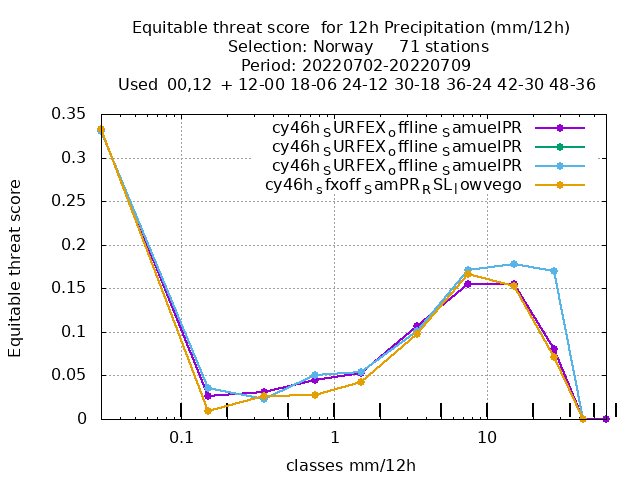 Equitable threat score  for 12h Precipitation (mm/12h)
Selection: Norway     71 stations
Period: 20220702-20220709
Used  00,12  + 12-00 18-06 24-12 30-18 36-24 42-30 48-36
0.35
0.3
0.25
0.2
0.15
0.1
0.05
0
Equitable threat score
cy46h_SURFEX_offline_SamuelPR
cy46h_SURFEX_offline_SamuelPR
cy46h_SURFEX_offline_SamuelPR
cy46h_sfxoff_SamPR_RSL_lowvego
0.1 1 10
classes mm/12h